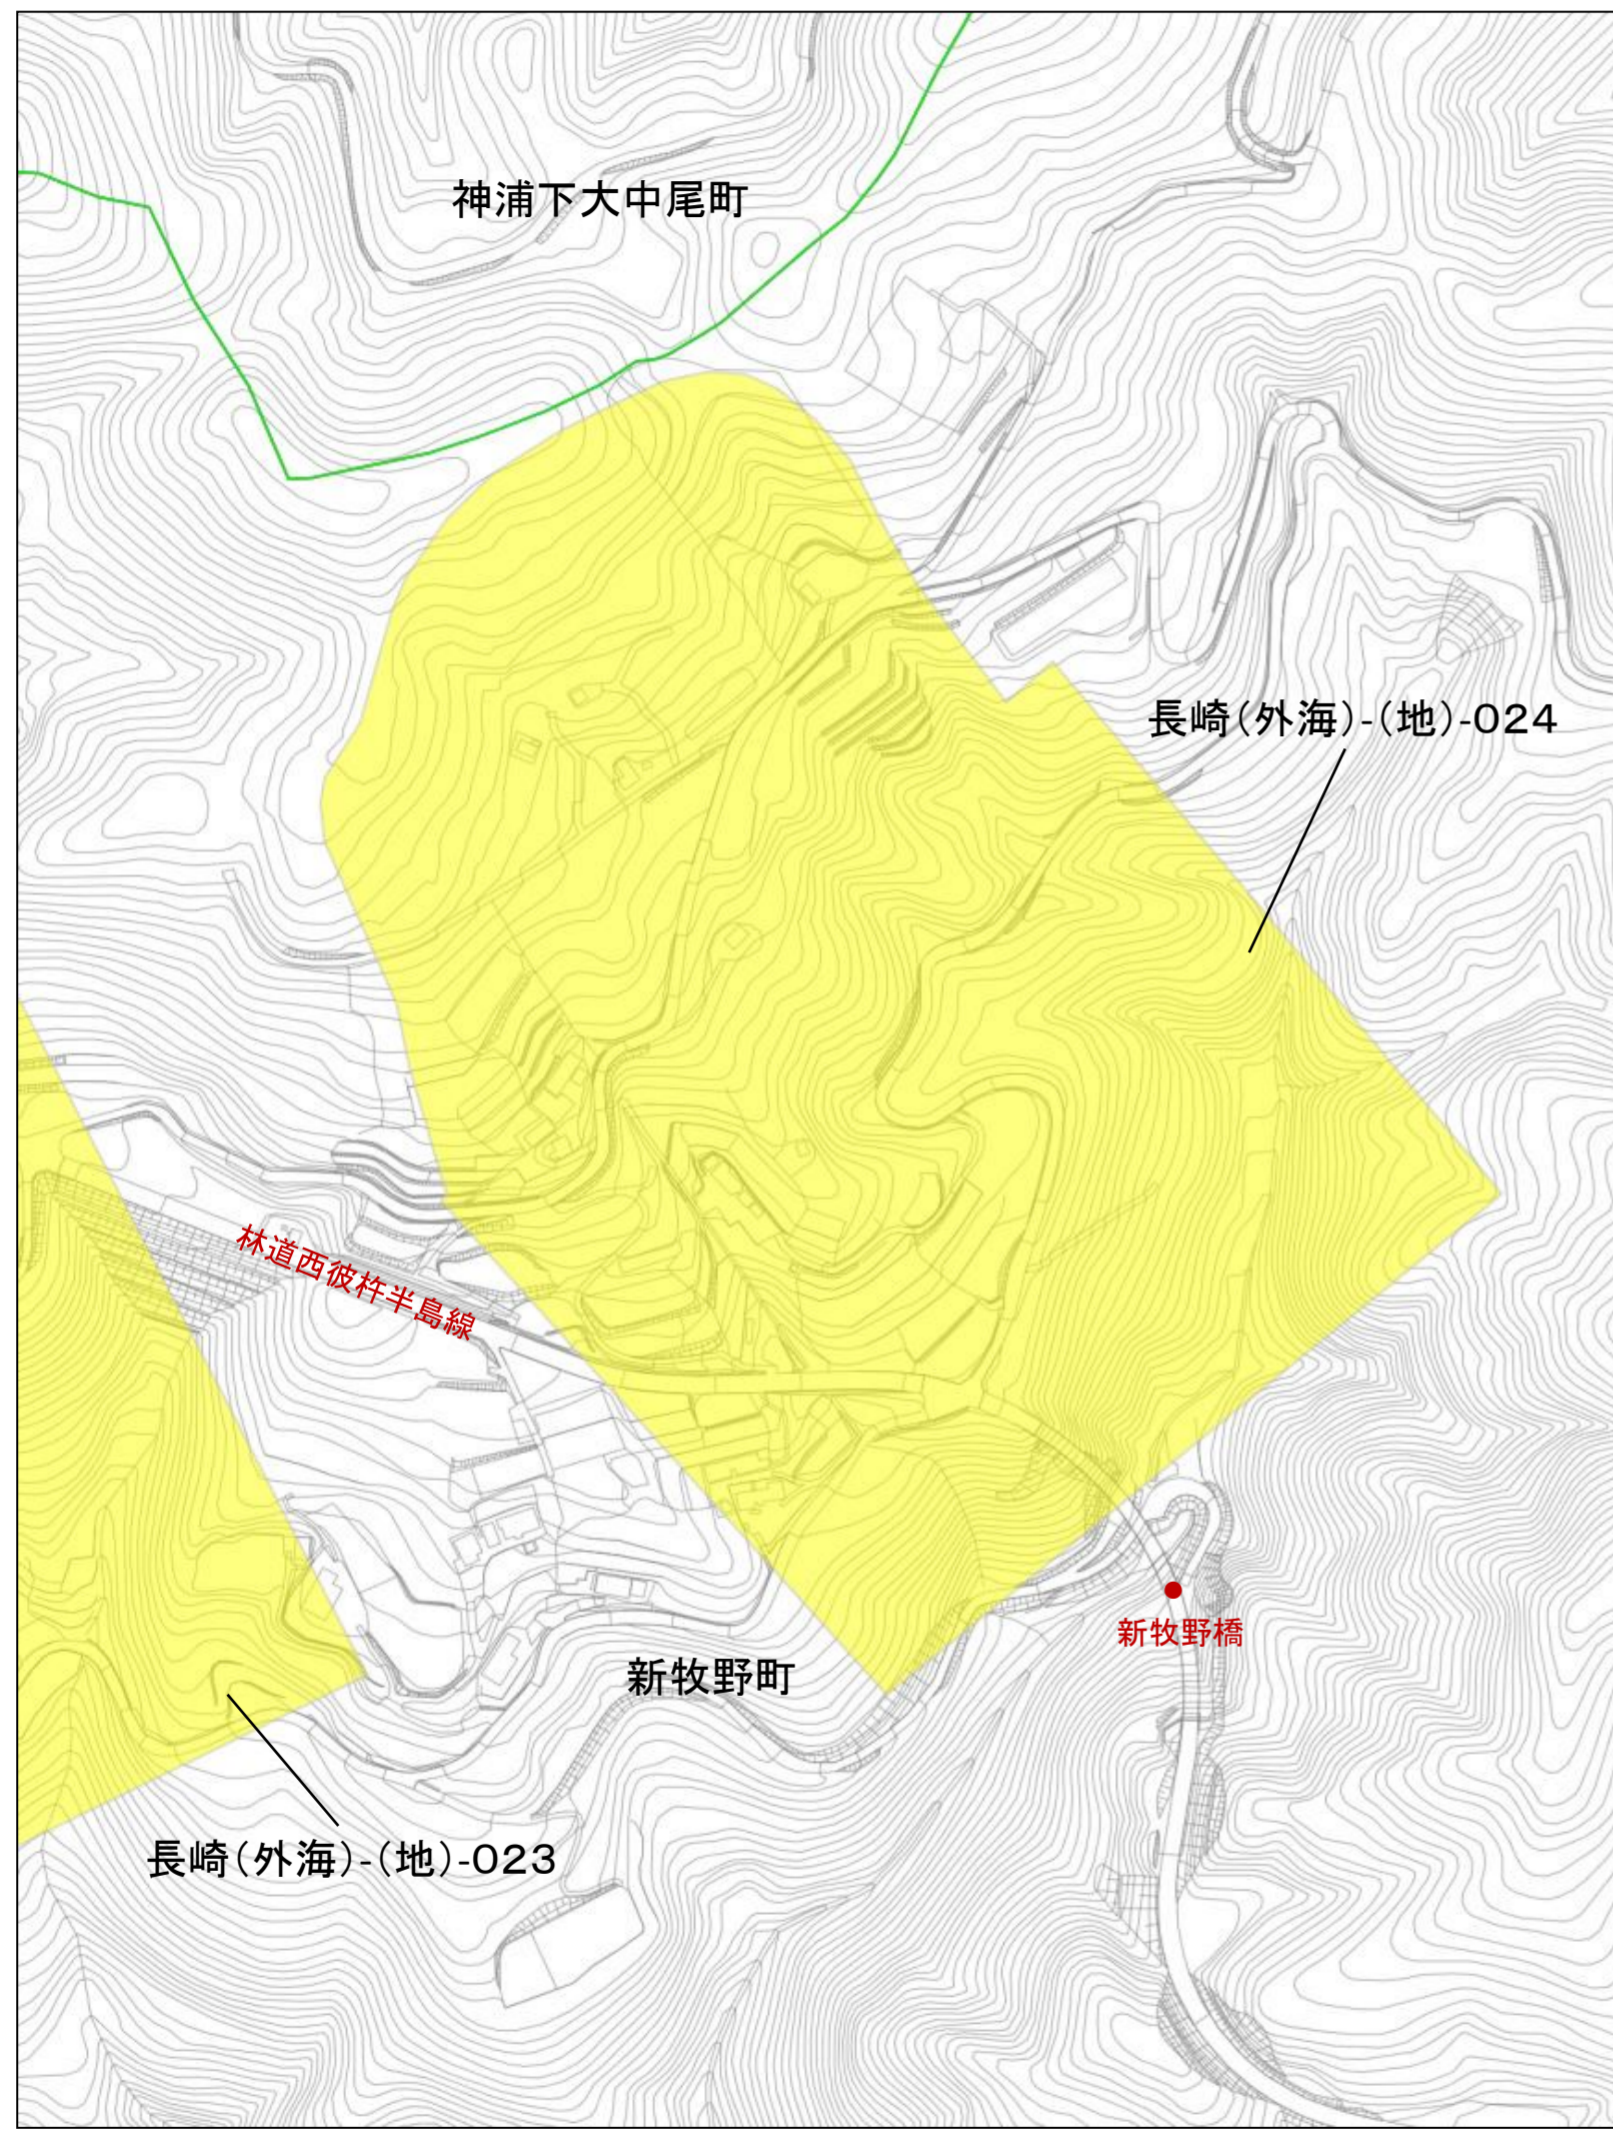 神浦下大中尾町
長崎（外海）-（地）-024
林道西彼杵半島線
新牧野橋
新牧野町
長崎（外海）-（地）-023